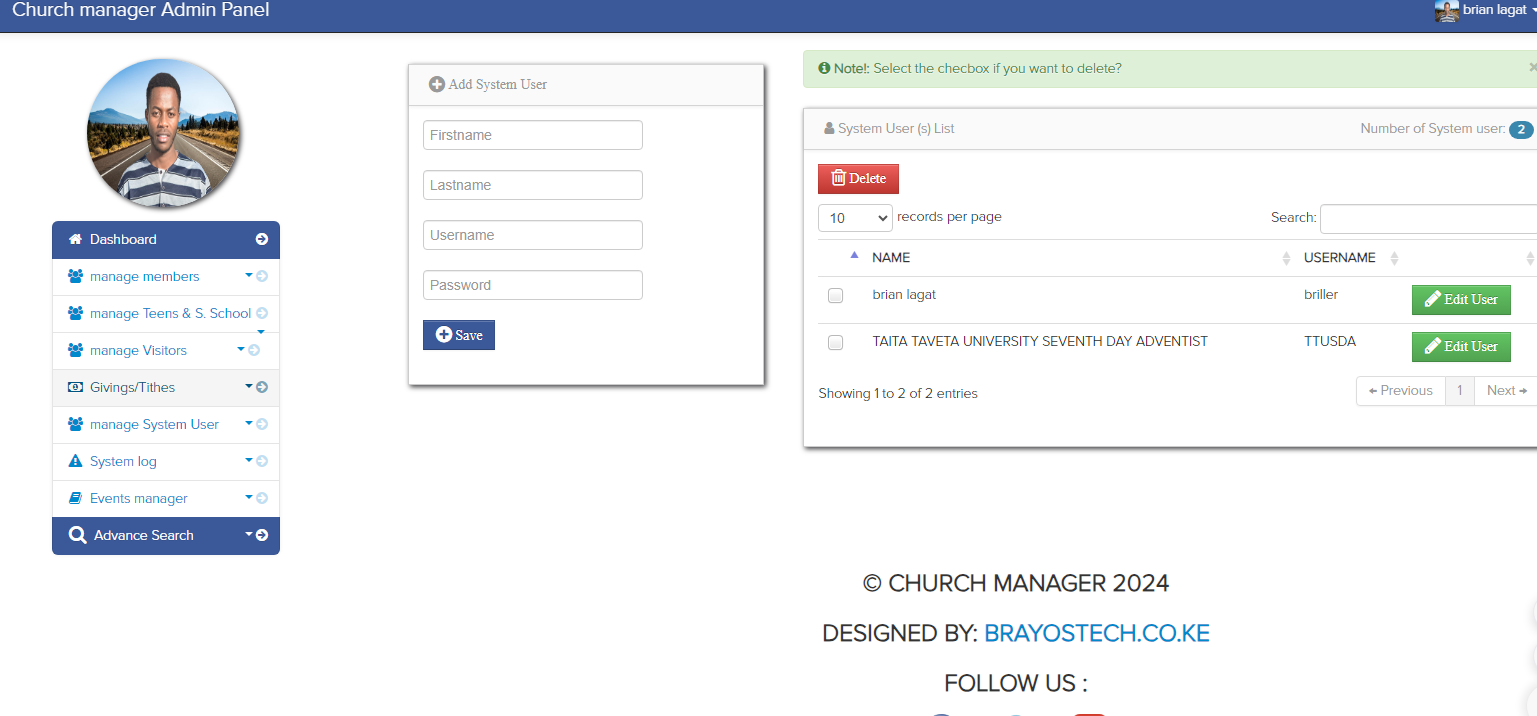 Church manager Admin Panel
brian lagat
Dashboard
manage members
manage Teens & S. School
manage Visitors
Givings/Tithes
manage System User
System log
Events manager
Advance Search
Add System User
Firstname
Lastname
Username
Password
Save
Note!: Select the checbox if you want to delete?
×
System User (s) List
Number of System user: 2
Delete
10 records per page
Search:
NAME USERNAME
brian lagat briller Edit User
TAITA TAVETA UNIVERSITY SEVENTH DAY ADVENTIST TTUSDA Edit User
Showing 1 to 2 of 2 entries
← Previous 1 Next →
© CHURCH MANAGER 2024
DESIGNED BY: BRAYOSTECH.CO.KE
FOLLOW US :